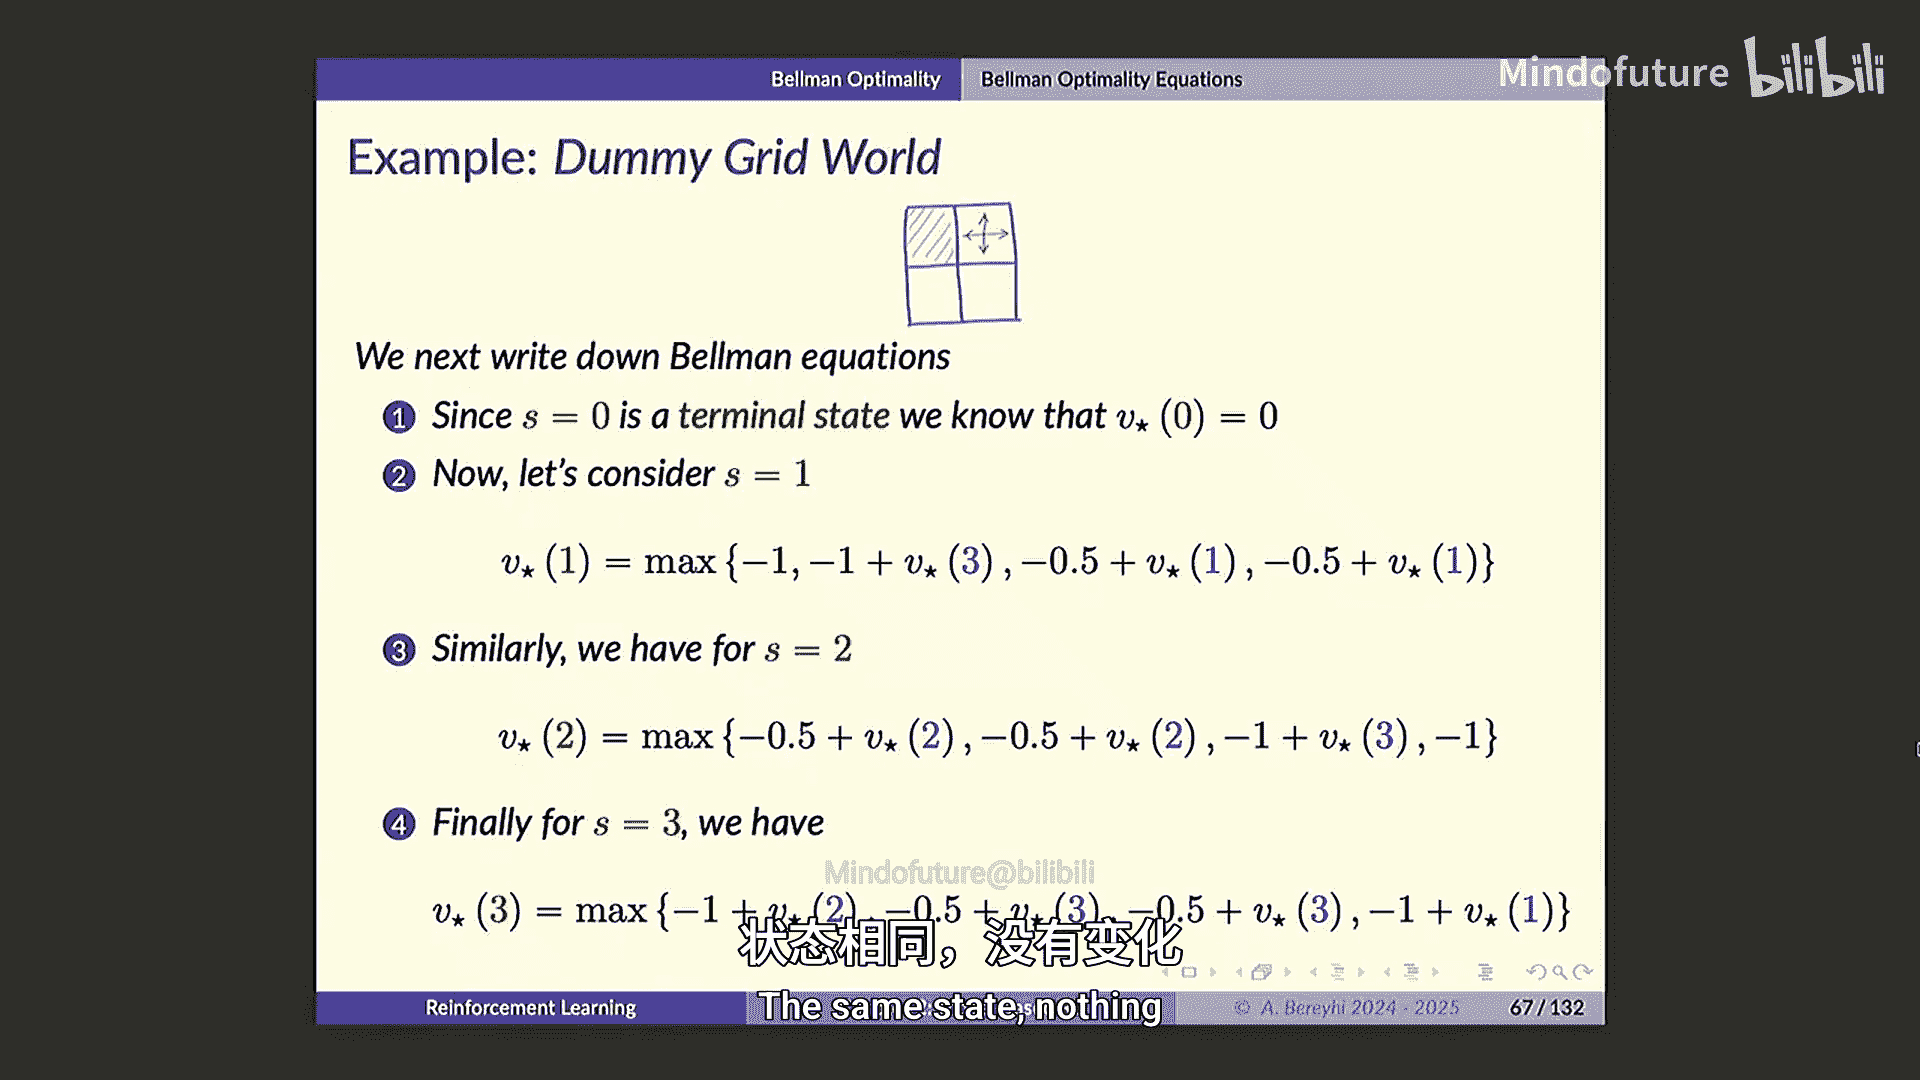 Bellman Optimality Bellman Optimality Equations
Mindofuture bilibili
Example: Dummy Grid World
We next write down Bellman equations
1 Since s = 0 is a terminal state we know that v⋆ (0) = 0
2 Now, let's consider s = 1
v⋆ (1) = max {−1, −1 + v⋆ (3) , −0.5 + v⋆ (1) , −0.5 + v⋆ (1)}
3 Similarly, we have for s = 2
v⋆ (2) = max {−0.5 + v⋆ (2) , −0.5 + v⋆ (2) , −1 + v⋆ (3) , −1}
4 Finally for s = 3, we have
Mindofuture@bilibili
v⋆ (3) = max {−1 + v⋆ (2) , −0.5 + v⋆ (3) , −0.5 + v⋆ (3) , −1 + v⋆ (1)}
状态相同，没有变化
The same state, nothing
Reinforcement Learning © A. Bereyhi 2024 - 2025 67 / 132